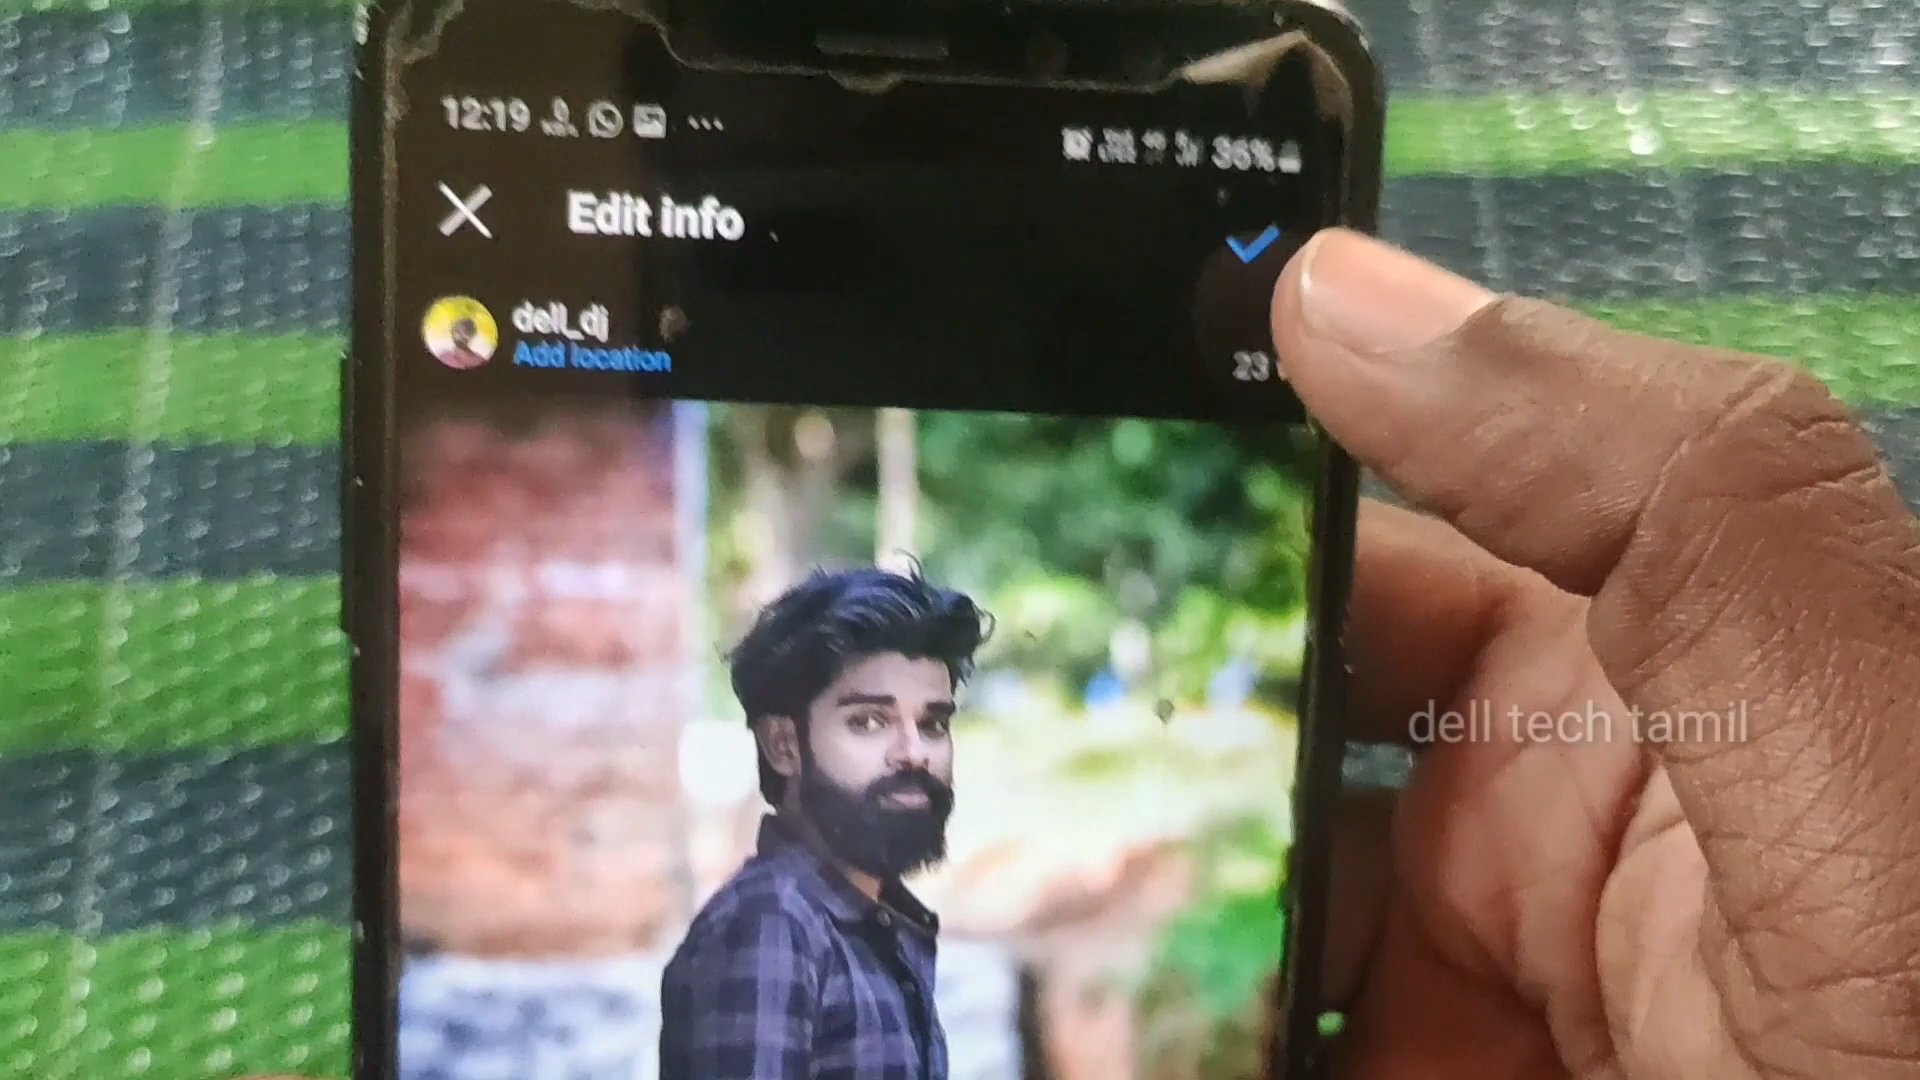 12:19
36%
Edit info
dell_dj
Add location
23
dell tech tamil